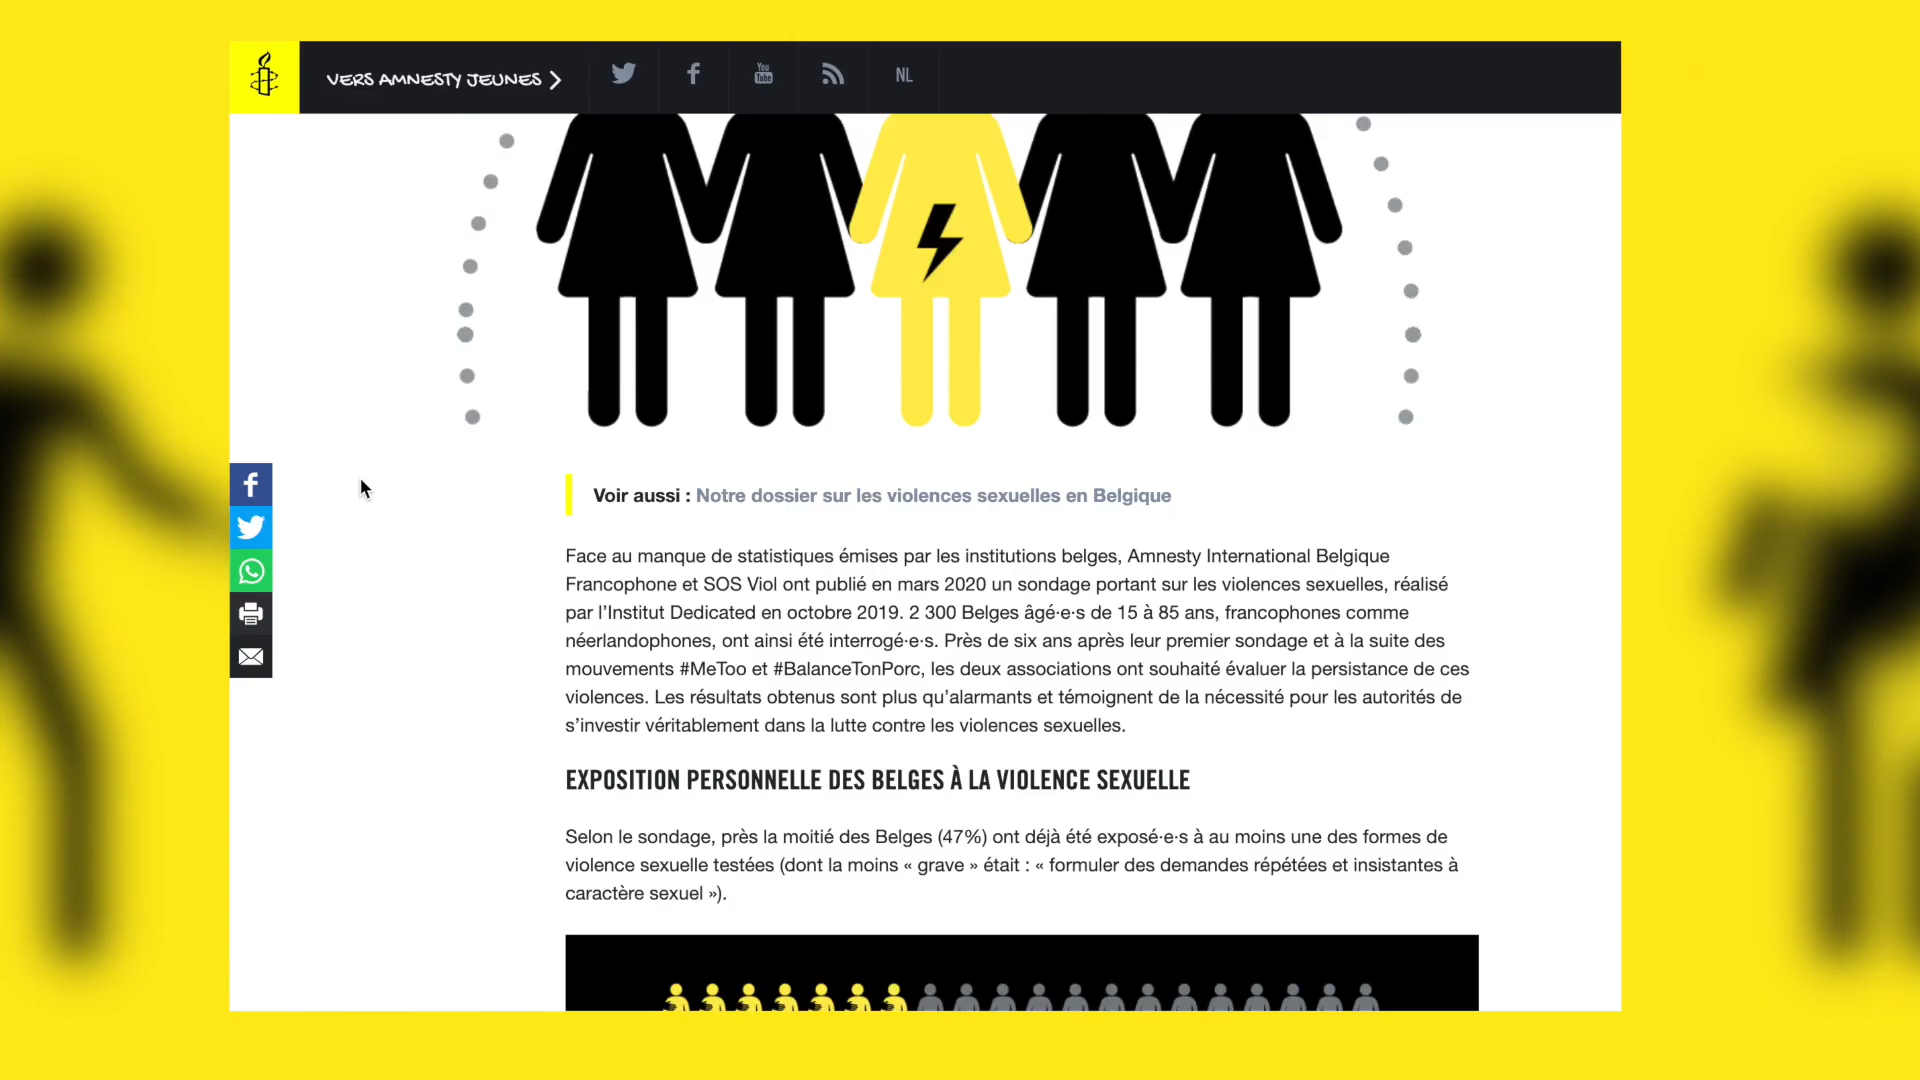 VERS AMNESTY JEUNES
You
Tube
NL
Voir aussi : Notre dossier sur les violences sexuelles en Belgique
Face au manque de statistiques émises par les institutions belges, Amnesty International Belgique
Francophone et SOS Viol ont publié en mars 2020 un sondage portant sur les violences sexuelles, réalisé
par l’Institut Dedicated en octobre 2019. 2 300 Belges âgé·e·s de 15 à 85 ans, francophones comme
néerlandophones, ont ainsi été interrogé·e·s. Près de six ans après leur premier sondage et à la suite des
mouvements #MeToo et #BalanceTonPorc, les deux associations ont souhaité évaluer la persistance de ces
violences. Les résultats obtenus sont plus qu’alarmants et témoignent de la nécessité pour les autorités de
s’investir véritablement dans la lutte contre les violences sexuelles.
EXPOSITION PERSONNELLE DES BELGES À LA VIOLENCE SEXUELLE
Selon le sondage, près la moitié des Belges (47%) ont déjà été exposé·e·s à au moins une des formes de
violence sexuelle testées (dont la moins « grave » était : « formuler des demandes répétées et insistantes à
caractère sexuel »).